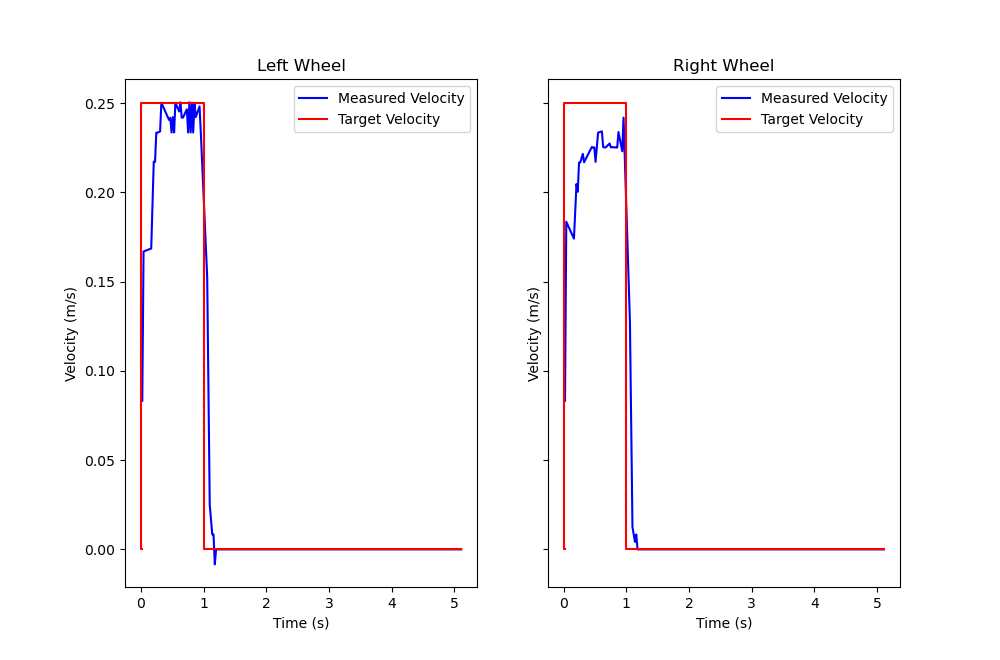 Left Wheel
Right Wheel
Measured Velocity
Target Velocity
Measured Velocity
Target Velocity
Velocity (m/s)
0.25
0.20
0.15
0.10
0.05
0.00
Velocity (m/s)
0 1 2 3 4 5
0 1 2 3 4 5
Time (s)
Time (s)